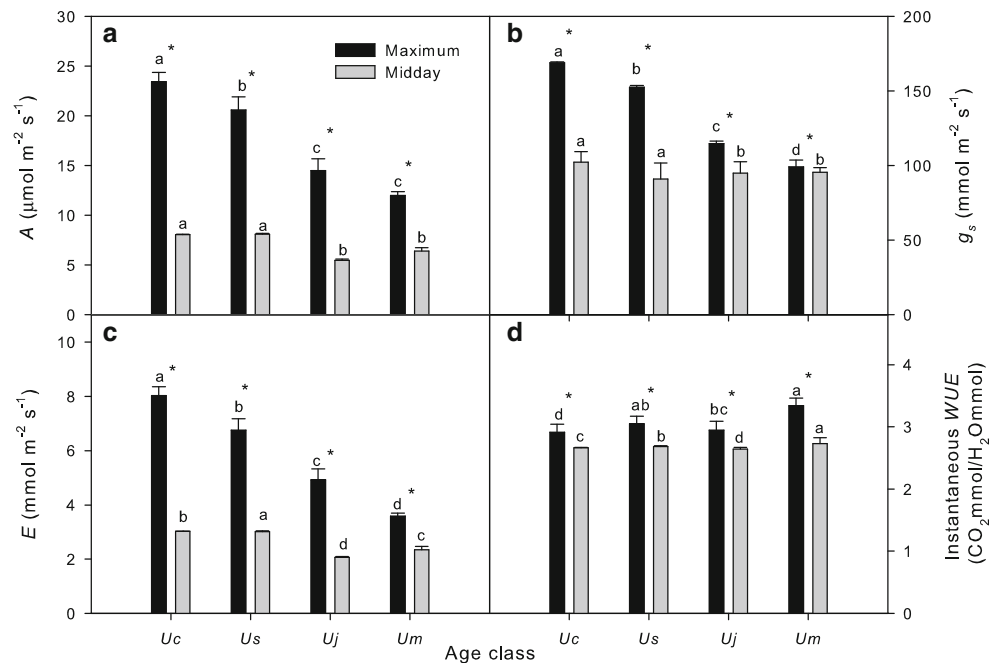 a
b
Maximum
Midday
30
25
20
15
10
5
0
A (μmol m⁻² s⁻¹)
a *
b *
c *
c *
a
a
b
b
200
150
100
50
0
gₛ (mmol m⁻² s⁻¹)
a *
b *
c *
d *
a
a
b
b
c
d
10
8
6
4
2
0
E (mmol m⁻² s⁻¹)
a *
b *
c *
d *
b
a
d
c
4
3
2
1
0
Instantaneous WUE
(CO₂mmol/H₂Ommol)
d *
ab *
bc *
a *
c
b
d
a
Uc Us Uj Um Uc Us Uj Um
Age class